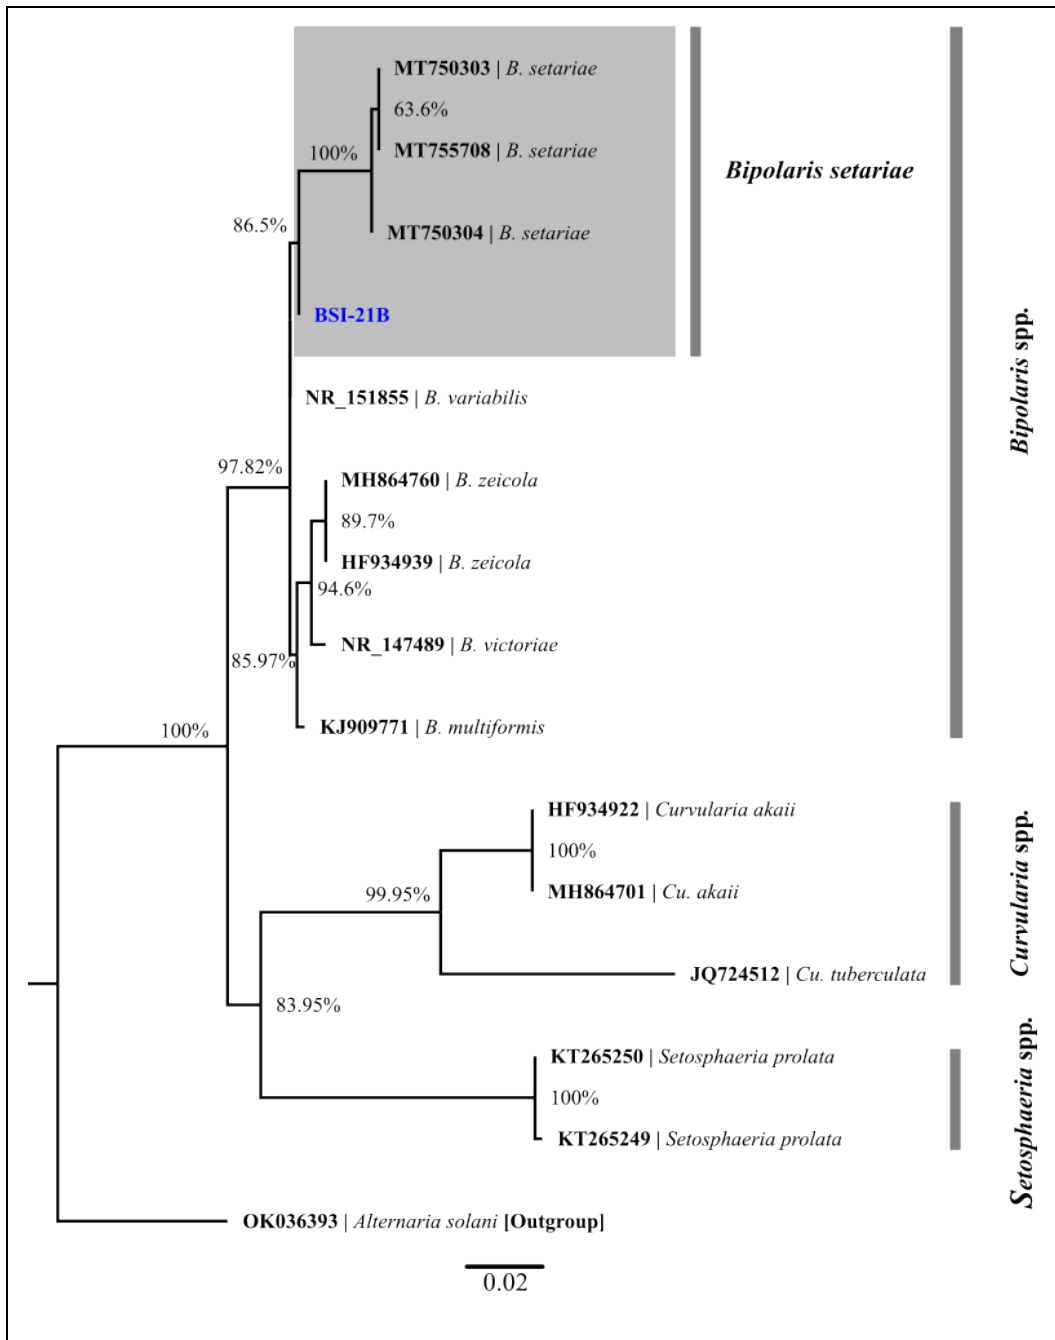 MT750303 | B. setariae
63.6%
100%
MT755708 | B. setariae
Bipolaris setariae
86.5%
MT750304 | B. setariae
BSI-21B
Bipolaris spp.
NR_151855 | B. variabilis
97.82%
MH864760 | B. zeicola
89.7%
HF934939 | B. zeicola
94.6%
NR_147489 | B. victoriae
85.97%
KJ909771 | B. multiformis
100%
HF934922 | Curvularia akaii
100%
99.95%
MH864701 | Cu. akaii
Curvularia spp.
JQ724512 | Cu. tuberculata
83.95%
KT265250 | Setosphaeria prolata
100%
Setosphaeria spp.
KT265249 | Setosphaeria prolata
OK036393 | Alternaria solani [Outgroup]
0.02